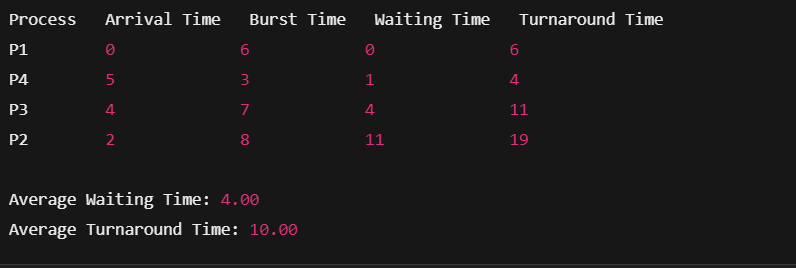 Process Arrival Time Burst Time Waiting Time Turnaround Time
P1 0 6 0 6
P4 5 3 1 4
P3 4 7 4 11
P2 2 8 11 19
Average Waiting Time: 4.00
Average Turnaround Time: 10.00